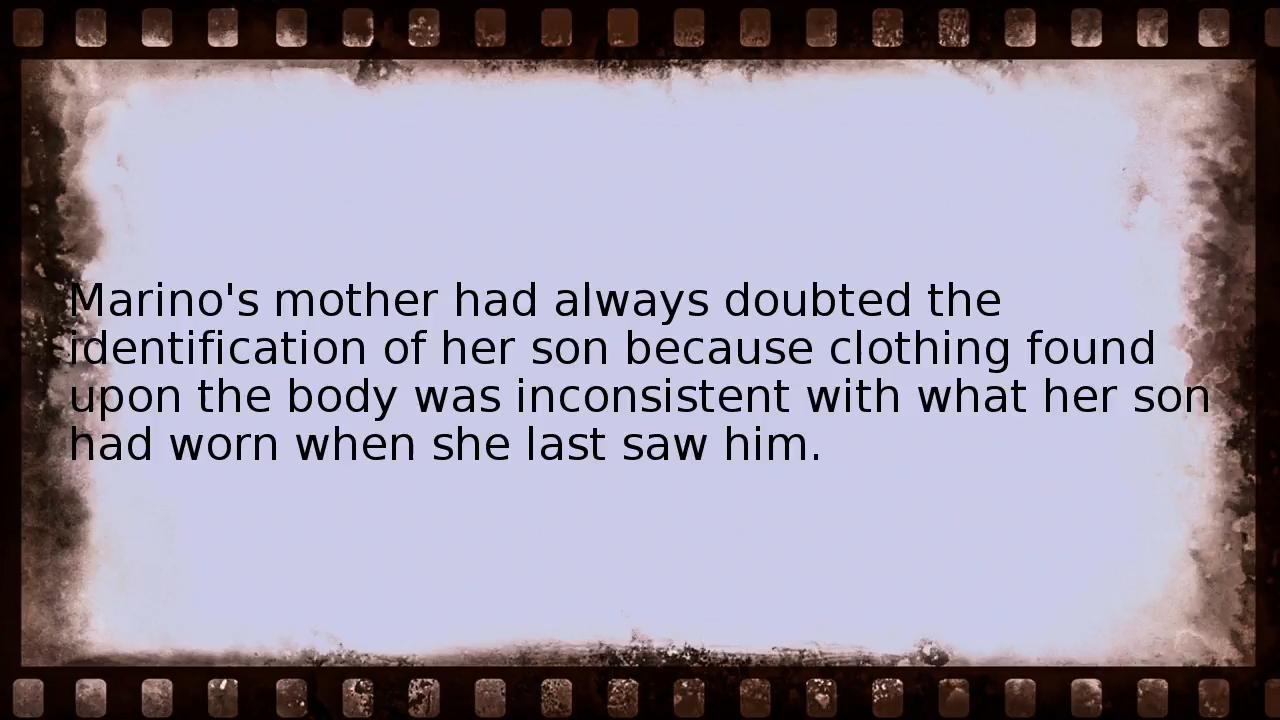 Marino's mother had always doubted the
identification of her son because clothing found
upon the body was inconsistent with what her son
had worn when she last saw him.